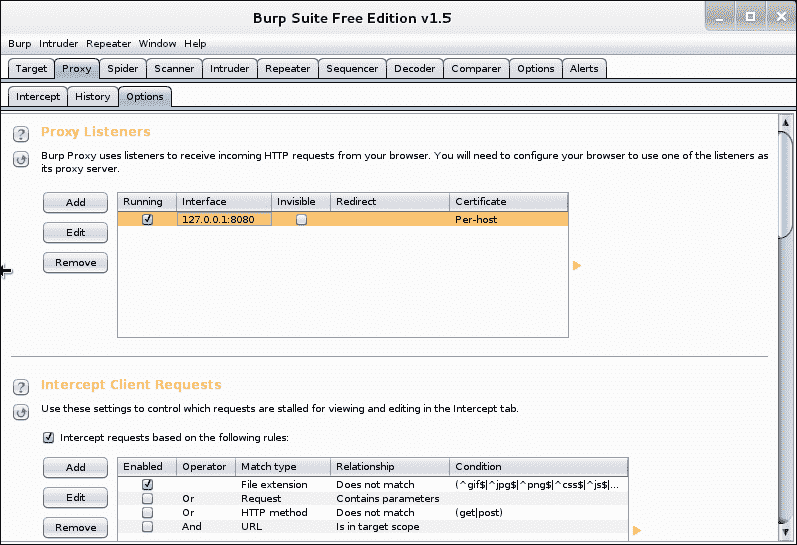 Burp Suite Free Edition v1.5
Burp Intruder Repeater Window Help
Target Proxy Spider Scanner Intruder Repeater Sequencer Decoder Comparer Options Alerts
Intercept History Options
? Proxy Listeners
Burp Proxy uses listeners to receive incoming HTTP requests from your browser. You will need to configure your browser to use one of the listeners as
its proxy server.
Add Running Interface Invisible Redirect Certificate
127.0.0.1:8080 Per-host
Edit
Remove
? Intercept Client Requests
Use these settings to control which requests are stalled for viewing and editing in the Intercept tab.
Intercept requests based on the following rules:
Add Enabled Operator Match type Relationship Condition
File extension Does not match (^gif$|^jpg$|^png$|^css$|^js$|...
Edit Or Request Contains parameters
Or HTTP method Does not match (get|post)
Remove And URL Is in target scope